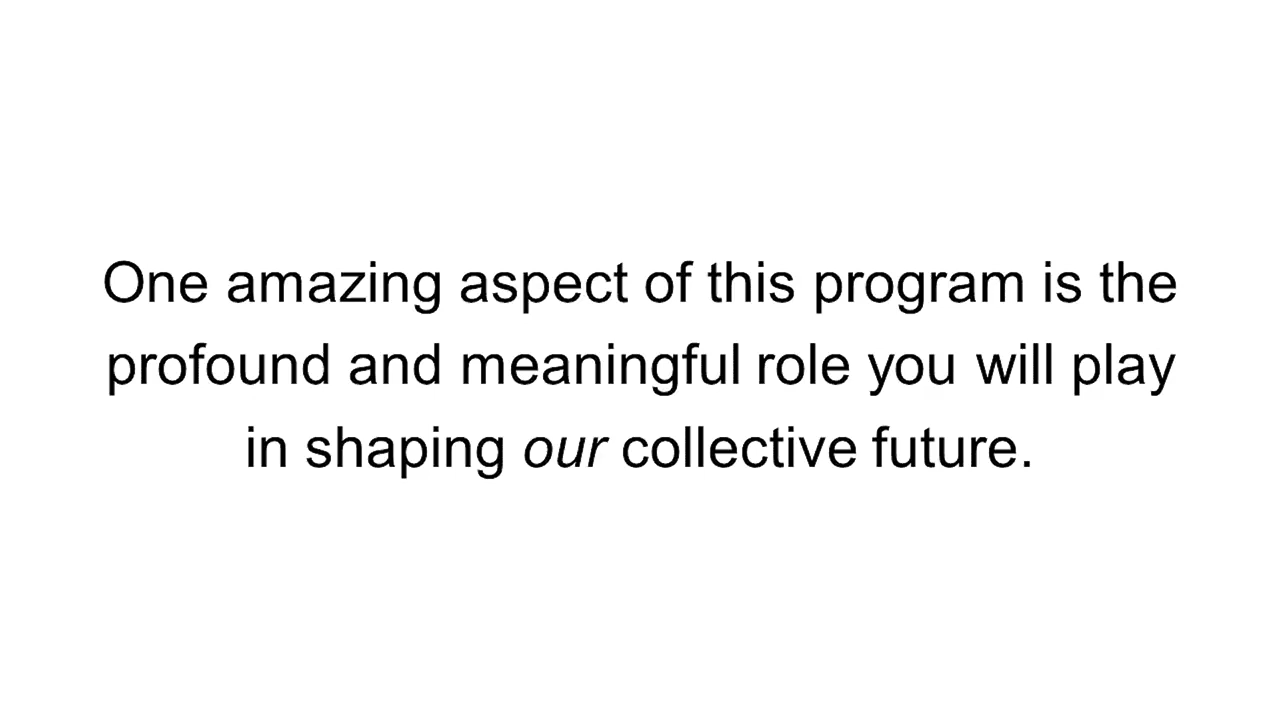 One amazing aspect of this program is the
profound and meaningful role you will play
in shaping our collective future.